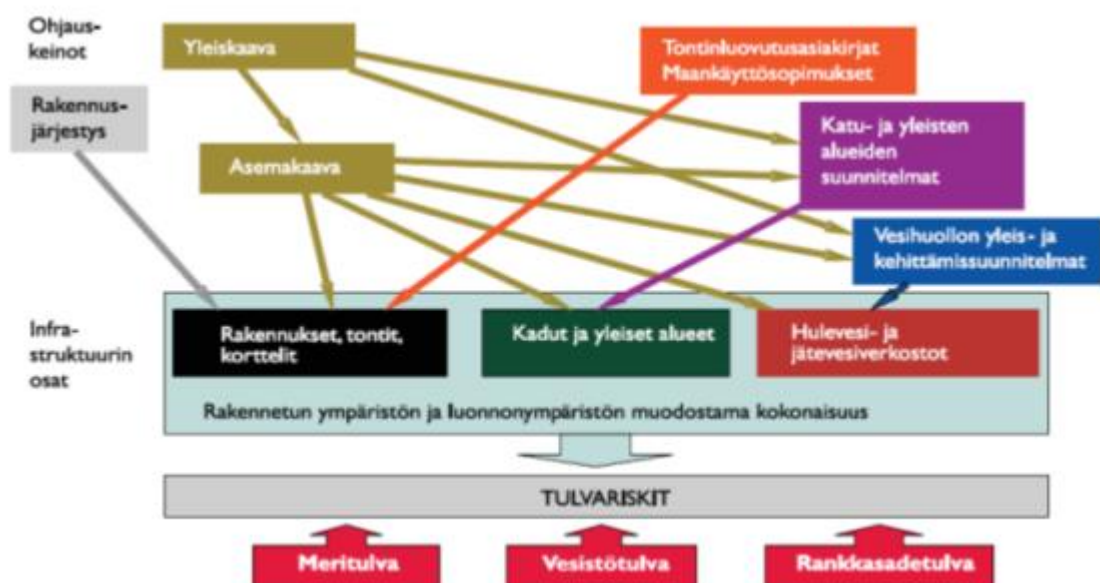 Ohjaus-
keinot
Yleiskaava
Tontinluovutusasiakirjat
Maankäyttösopimukset
Rakennus-
järjestys
Katu- ja yleisten
alueiden
suunnitelmat
Asemakaava
Vesihuollon yleis- ja
kehittämissuunnitelmat
Infra-
struktuurin
osat
Rakennukset, tontit,
korttelit
Kadut ja yleiset alueet
Hulevesi- ja
jätevesiverkostot
Rakennetun ympäristön ja luonnonympäristön muodostama kokonaisuus
TULVARISKIT
Meritulva
Vesistötulva
Rankkasadetulva